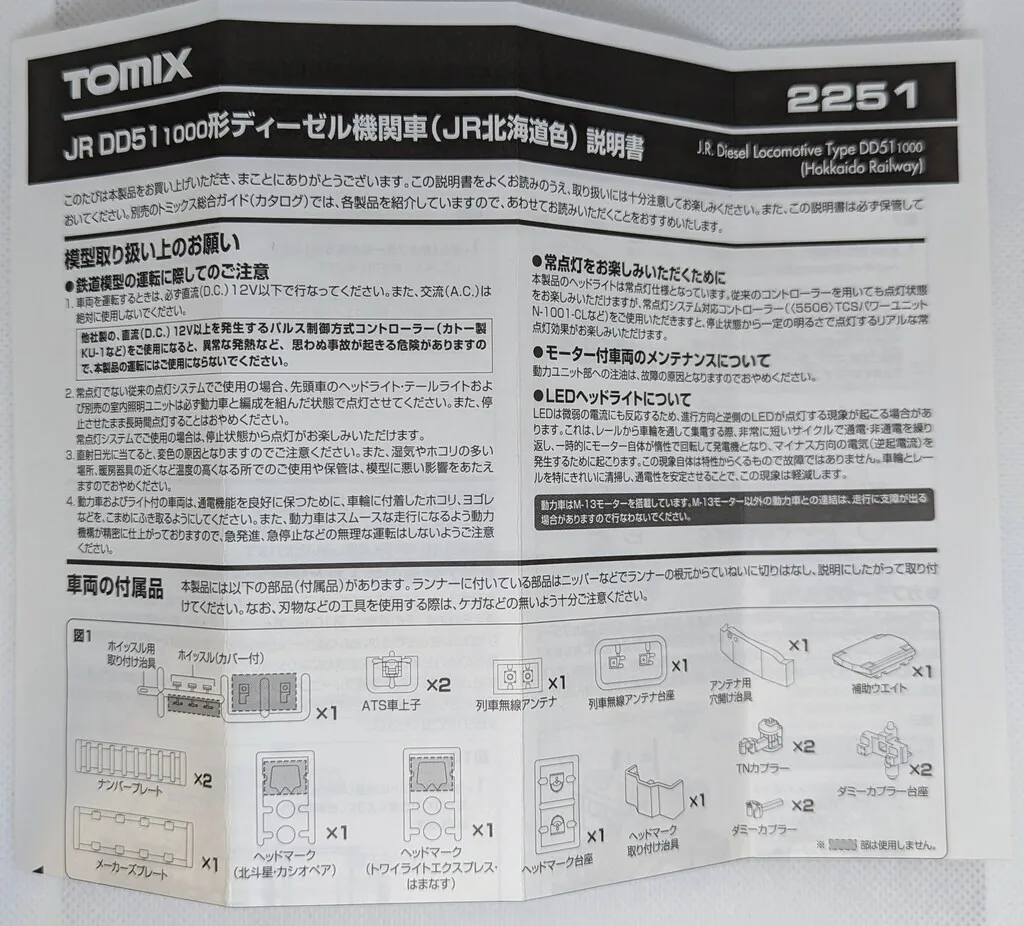 TOMIX
2251
JR DD511000形ディーゼル機関車（JR北海道色）説明書
J.R. Diesel Locomotive Type DD511000
(Hokkaido Railway)
このたびは本製品をお買い上げいただき、まことにありがとうございます。この説明書をよくお読みのうえ、取り扱いには十分注意してお楽しみください。また、この説明書は必ず保管して
おいてください。別売のトミックス総合ガイド（カタログ）では、各製品を紹介していますので、あわせてお読みいただくことをおすすめいたします。
模型取り扱い上のお願い
●鉄道模型の運転に際してのご注意
1. 車両を運転するときは、必ず直流（D.C.）12V以下で行なってください。また、交流（A.C.）は
絶対に使用しないでください。
他社製の、直流（D.C.）12V以上を発生するパルス制御方式コントローラー（カトー製
KU-1など）をご使用になると、異常な発熱など、思わぬ事故が起きる危険がありますの
で、本製品の運転にはご使用にならないでください。
2. 常点灯でない従来の点灯システムでご使用の場合、先頭車のヘッドライト・テールライトおよ
び別売の室内照明ユニットは必ず動力車と編成を組んだ状態で点灯させてください。また、停
止させたまま長時間点灯することはおやめください。
常点灯システムでご使用の場合は、停止状態から点灯がお楽しみいただけます。
3. 直射日光に当てると、変色の原因となりますのでご注意ください。また、湿気やホコリの多い
場所、暖房器具の近くなど温度の高くなる所でのご使用や保管は、模型に悪い影響をあたえ
ますのでおやめください。
4. 動力車およびライト付の車両は、通電機能を良好に保つために、車輪に付着したホコリ、ヨゴレ
などを、こまめにふき取るようにしてください。また、動力車はスムースな走行になるよう動力
機構が精密に仕上がっておりますので、急発進、急停止などの無理な運転はしないようご注意
ください。
●常点灯をお楽しみいただくために
本製品のヘッドライトは常点灯仕様となっています。従来のコントローラーを用いても点灯状態
をお楽しみいただけますが、常点灯システム対応コントローラー（〈5506〉TCSパワーユニット
N-1001-CLなど）をご使用いただきますと、停止状態から一定の明るさで点灯するリアルな常
点灯効果がお楽しみいただけます。
●モーター付車両のメンテナンスについて
動力ユニット部への注油は、故障の原因となりますのでおやめください。
●LEDヘッドライトについて
LEDは微弱の電流にも反応するため、進行方向と逆側のLEDが点灯する現象が起こる場合があ
ります。これは、レールから車輪を通して集電する際、非常に短いサイクルで通電・非通電を繰り
返し、一時的にモーター自体が惰性で回転して発電機となり、マイナス方向の電気（逆起電流）を
発生するために起こります。この現象自体は特性からくるもので故障ではありません。車輪とレー
ルを特にきれいに清掃し、通電性を安定させることで、この現象は軽減します。
動力車はM-13モーターを搭載しています。M-13モーター以外の動力車との連結は、走行に支障が出る
場合がありますので行なわないでください。
車両の付属品
本製品には以下の部品（付属品）があります。ランナーに付いている部品はニッパーなどでランナーの根元からていねいに切りはなし、説明にしたがって取り付
けてください。なお、刃物などの工具を使用する際は、ケガなどの無いよう十分ご注意ください。
図1
ホイッスル用
取り付け治具
ホイッスル（カバー付）
×1
ATS車上子
×2
列車無線アンテナ
×1
列車無線アンテナ台座
×1
アンテナ用
穴開け治具
×1
補助ウエイト
×1
ナンバープレート
×2
メーカーズプレート
×1
ヘッドマーク
（北斗星・カシオペア）
×1
ヘッドマーク
（トワイライトエクスプレス・
はまなす）
×1
ヘッドマーク台座
×1
ヘッドマーク
取り付け治具
×1
TNカプラー
×2
ダミーカプラー
×2
ダミーカプラー台座
×2
※ 部は使用しません。